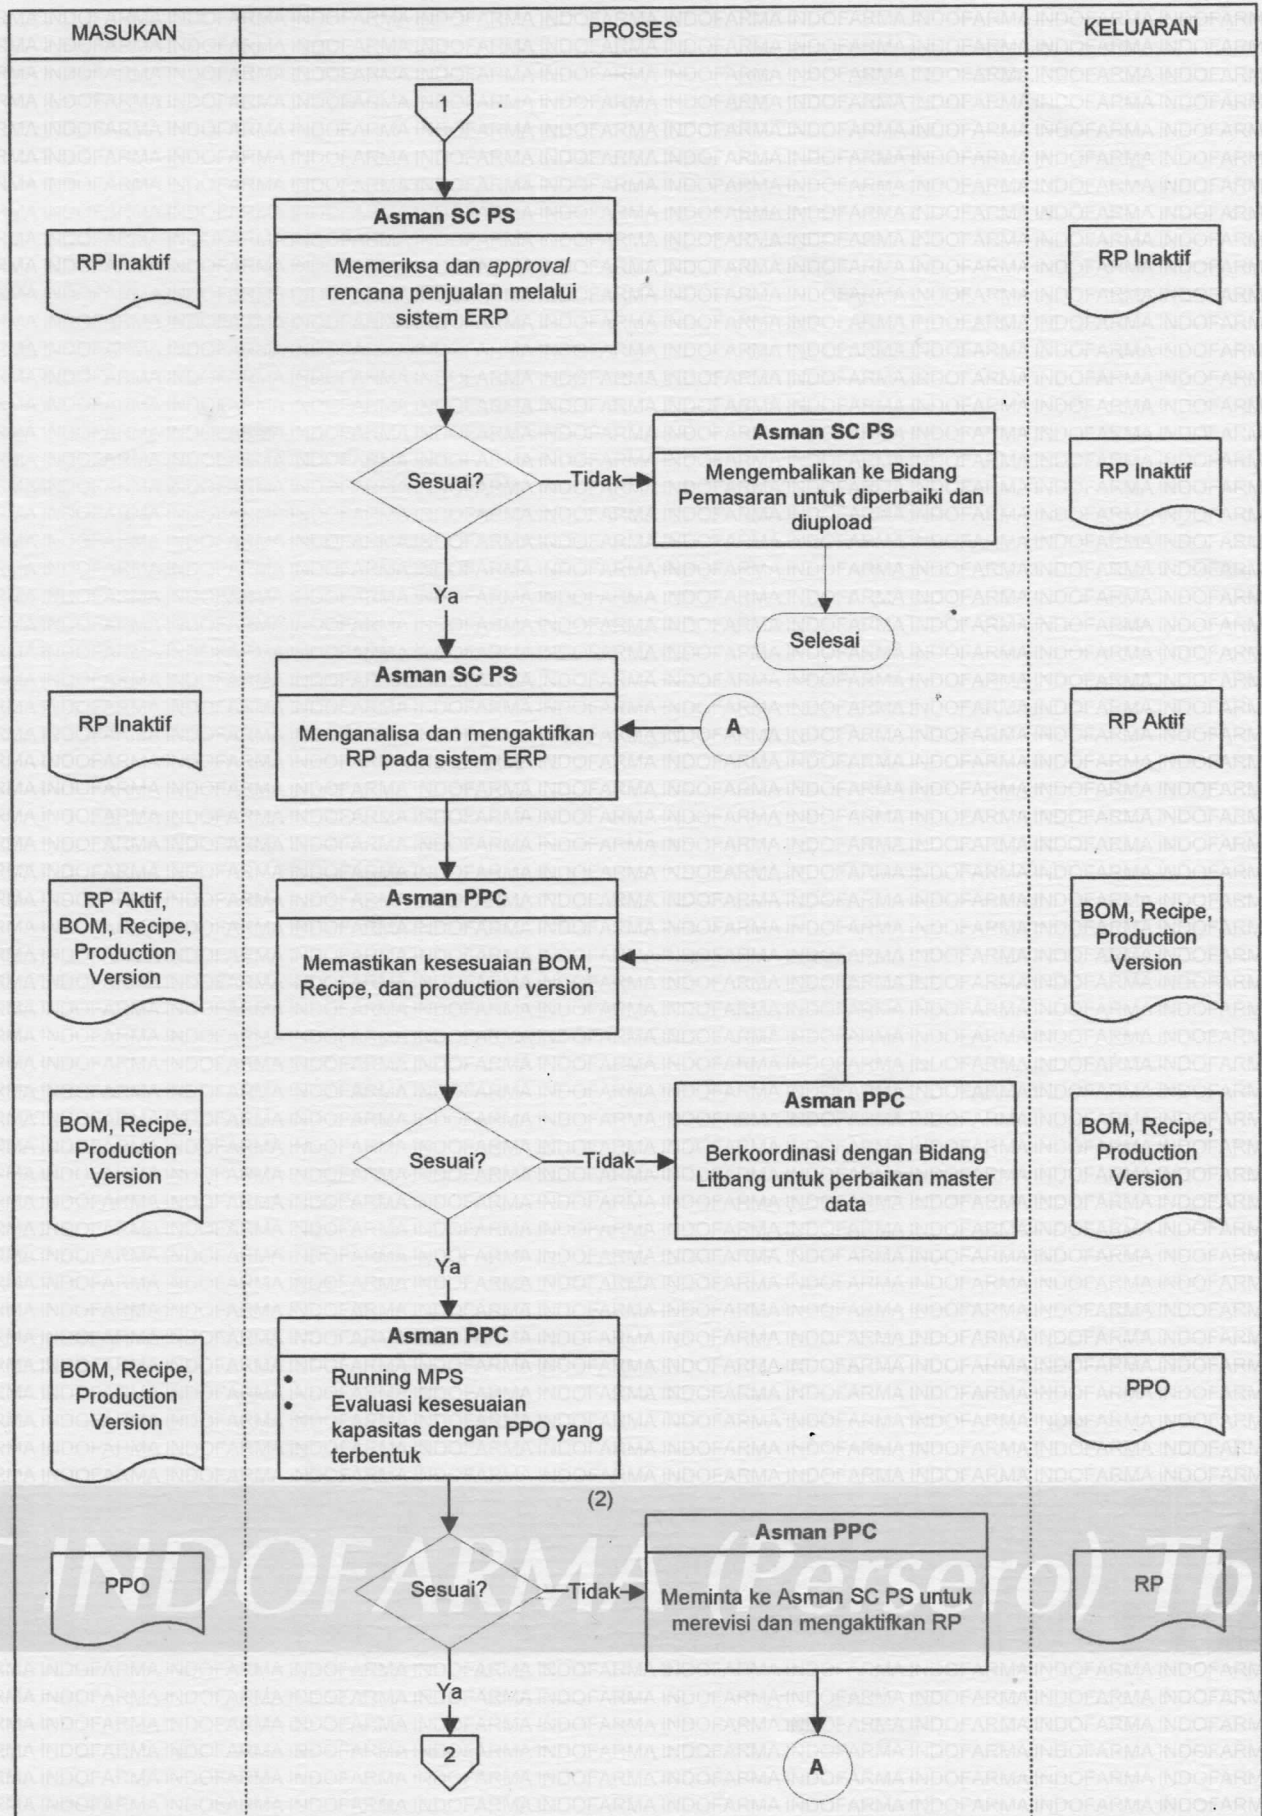 MASUKAN
PROSES
KELUARAN
1
Asman SC PS
RP Inaktif
Memeriksa dan approval
rencana penjualan melalui
sistem ERP
RP Inaktif
Sesuai?
Tidak
Asman SC PS
Mengembalikan ke Bidang
Pemasaran untuk diperbaiki dan
diupload
RP Inaktif
Ya
Selesai
Asman SC PS
RP Inaktif
Menganalisa dan mengaktifkan
RP pada sistem ERP
A
RP Aktif
Asman PPC
RP Aktif,
BOM, Recipe,
Production
Version
Memastikan kesesuaian BOM,
Recipe, dan production version
BOM, Recipe,
Production
Version
BOM, Recipe,
Production
Version
Sesuai?
Tidak
Asman PPC
Berkoordinasi dengan Bidang
Litbang untuk perbaikan master
data
BOM, Recipe,
Production
Version
Ya
Asman PPC
BOM, Recipe,
Production
Version
• Running MPS
• Evaluasi kesesuaian
kapasitas dengan PPO yang
terbentuk
PPO
(2)
PPO
Sesuai?
Tidak
Asman PPC
Meminta ke Asman SC PS untuk
merevisi dan mengaktifkan RP
RP
INDOFARMA (Persero) Tb
Ya
2
A